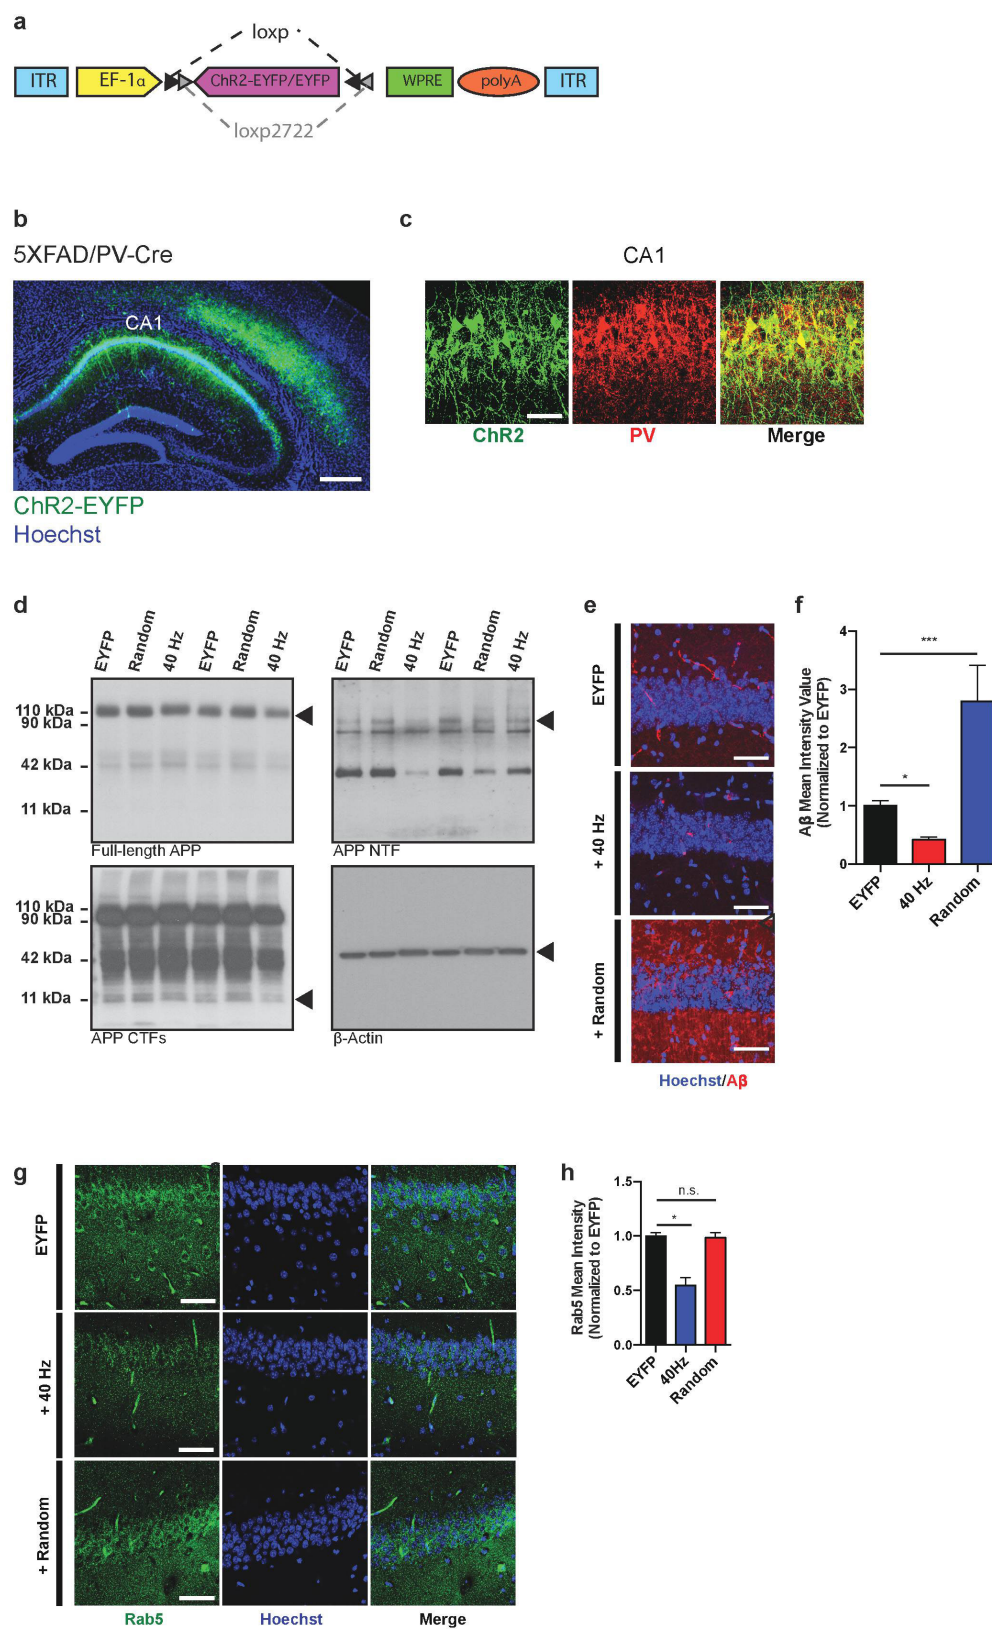 a
loxp
ITR EF-1α ChR2-EYFP/EYFP WPRE polyA ITR
loxp2722
b
5XFAD/PV-Cre
CA1
ChR2-EYFP
Hoechst
c
CA1
ChR2 PV Merge
d
EYFP Random 40 Hz EYFP Random 40 Hz
110 kDa
90 kDa
42 kDa
11 kDa
Full-length APP
EYFP Random 40 Hz EYFP Random 40 Hz
APP NTF
110 kDa
90 kDa
42 kDa
11 kDa
APP CTFs
β-Actin
e
EYFP
+ 40 Hz
+ Random
Hoechst/Aβ
f
Aβ Mean Intensity Value
(Normalized to EYFP)
4
3
2
1
0
***
*
EYFP 40 Hz Random
g
EYFP
+ 40 Hz
+ Random
Rab5 Hoechst Merge
h
Rab5 Mean Intensity
(Normalized to EYFP)
1.5
1.0
0.5
0.0
n.s.
*
EYFP 40Hz Random